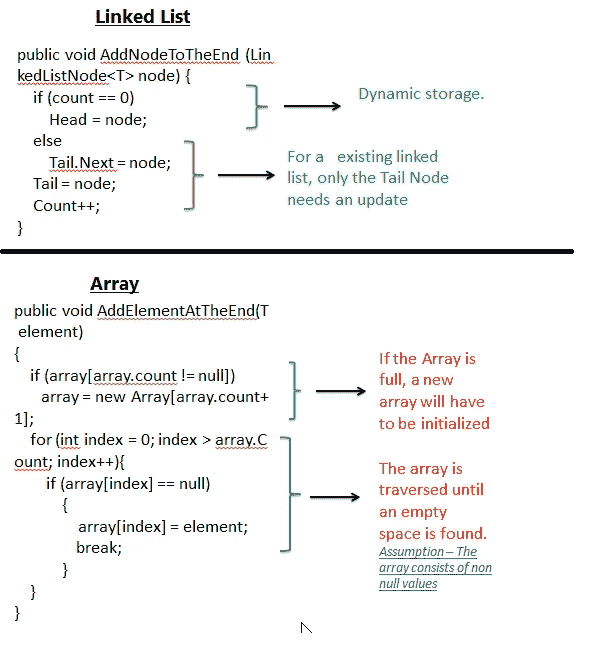 Linked List
public void AddNodeToTheEnd (Lin
kedListNode<T> node) {
if (count == 0)
Head = node;
else
Tail.Next = node;
Tail = node;
Count++;
}
Dynamic storage.
For a existing linked
list, only the Tail Node
needs an update
Array
public void AddElementAtTheEnd(T
element)
{
if (array[array.count != null])
array = new Array[array.count+
1];
for (int index = 0; index > array.C
ount; index++){
if (array[index] == null)
{
array[index] = element;
break;
}
}
}
If the Array is
full, a new
array will have
to be initialized
The array is
traversed until
an empty
space is found.
Assumption – The
array consists of non
null values